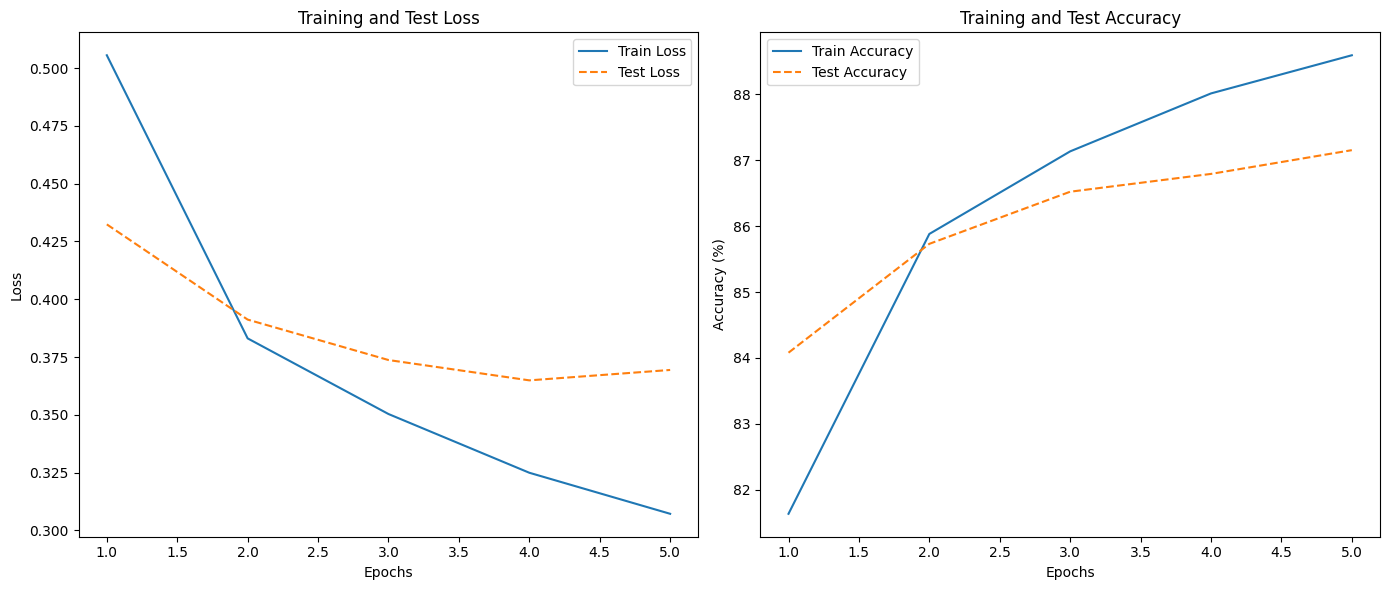 Training and Test Loss
Train Loss
Test Loss
0.500
0.475
0.450
0.425
0.400
0.375
0.350
0.325
0.300
Loss
1.0 1.5 2.0 2.5 3.0 3.5 4.0 4.5 5.0
Epochs
Training and Test Accuracy
Train Accuracy
Test Accuracy
88
87
86
85
84
83
82
Accuracy (%)
1.0 1.5 2.0 2.5 3.0 3.5 4.0 4.5 5.0
Epochs